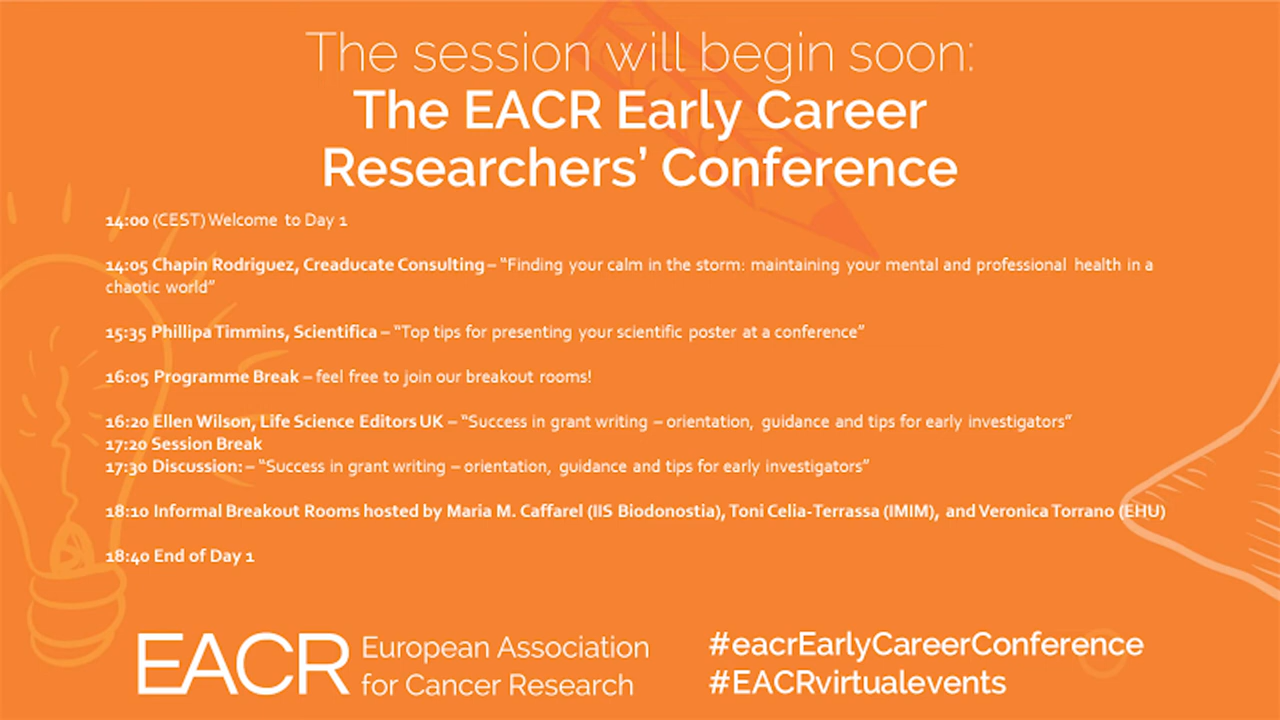 The session will begin soon:
The EACR Early Career
Researchers’ Conference
14:00 (CEST) Welcome to Day 1
14:05 Chapin Rodriguez, Creaducate Consulting – “Finding your calm in the storm: maintaining your mental and professional health in a
chaotic world”
15:35 Phillipa Timmins, Scientifica – “Top tips for presenting your scientific poster at a conference”
16:05 Programme Break – feel free to join our breakout rooms!
16:20 Ellen Wilson, Life Science Editors UK – “Success in grant writing – orientation, guidance and tips for early investigators”
17:20 Session Break
17:30 Discussion: – “Success in grant writing – orientation, guidance and tips for early investigators”
18:10 Informal Breakout Rooms hosted by Maria M. Caffarel (IIS Biodonostia), Toni Celia-Terrassa (IMIM), and Veronica Torrano (EHU)
18:40 End of Day 1
EACR European Association
for Cancer Research
#eacrEarlyCareerConference
#EACRvirtualevents